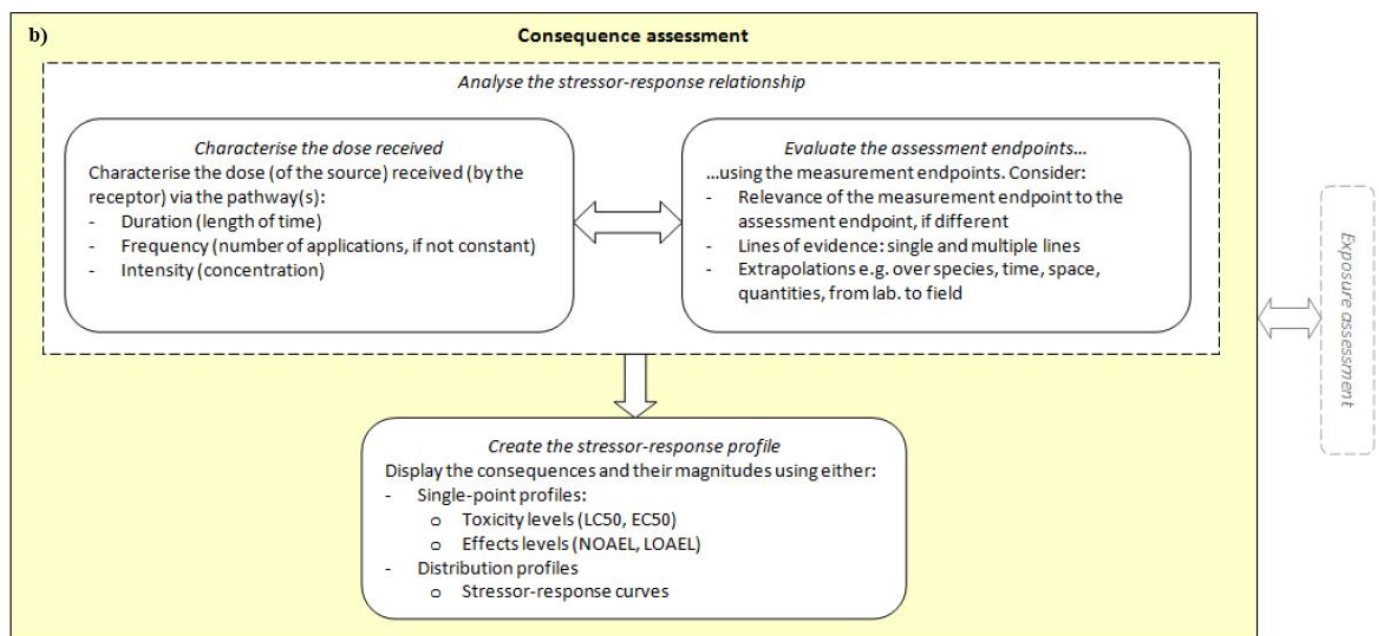 b)
Consequence assessment
Analyse the stressor-response relationship
Characterise the dose received
Characterise the dose (of the source) received (by the
receptor) via the pathway(s):
- Duration (length of time)
- Frequency (number of applications, if not constant)
- Intensity (concentration)
Evaluate the assessment endpoints...
...using the measurement endpoints. Consider:
- Relevance of the measurement endpoint to the
assessment endpoint, if different
- Lines of evidence: single and multiple lines
- Extrapolations e.g. over species, time, space,
quantities, from lab. to field
Exposure assessment
Create the stressor-response profile
Display the consequences and their magnitudes using either:
- Single-point profiles:
o Toxicity levels (LC50, EC50)
o Effects levels (NOAEL, LOAEL)
- Distribution profiles
o Stressor-response curves